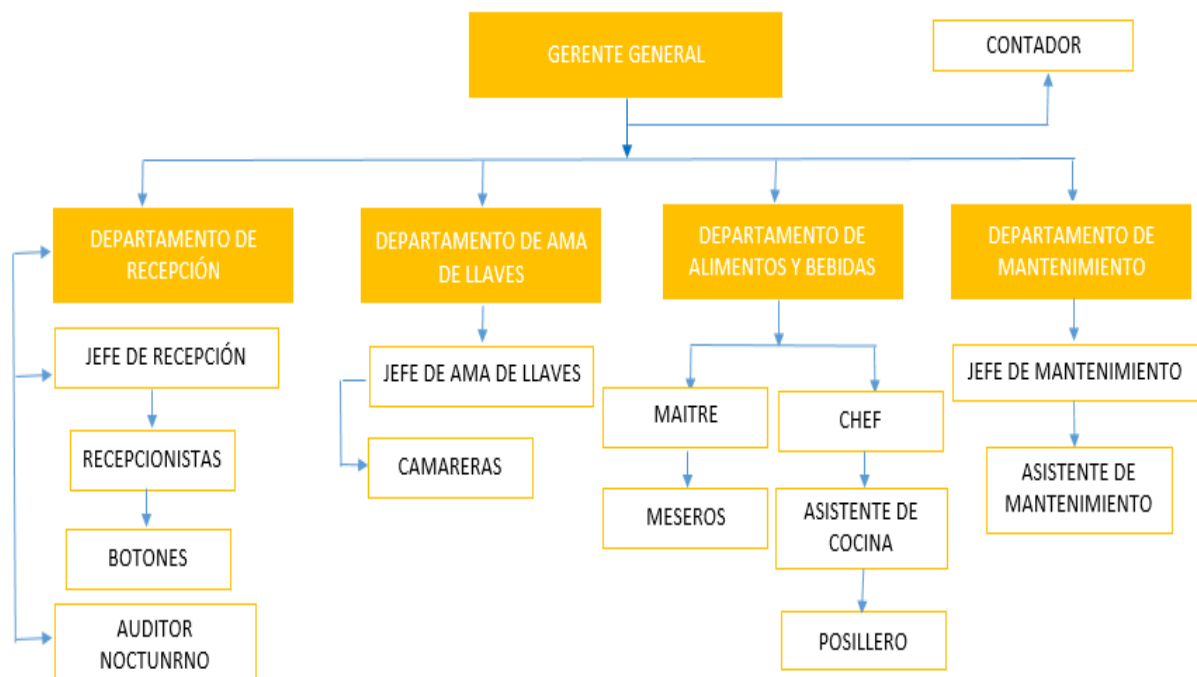 GERENTE GENERAL
CONTADOR
DEPARTAMENTO DE
RECEPCIÓN
DEPARTAMENTO DE AMA
DE LLAVES
DEPARTAMENTO DE
ALIMENTOS Y BEBIDAS
DEPARTAMENTO DE
MANTENIMIENTO
JEFE DE RECEPCIÓN
RECEPCIONISTAS
BOTONES
AUDITOR
NOCTUNRNO
JEFE DE AMA DE LLAVES
CAMARERAS
MAITRE
MESEROS
CHEF
ASISTENTE DE
COCINA
POSILLERO
JEFE DE MANTENIMIENTO
ASISTENTE DE
MANTENIMIENTO